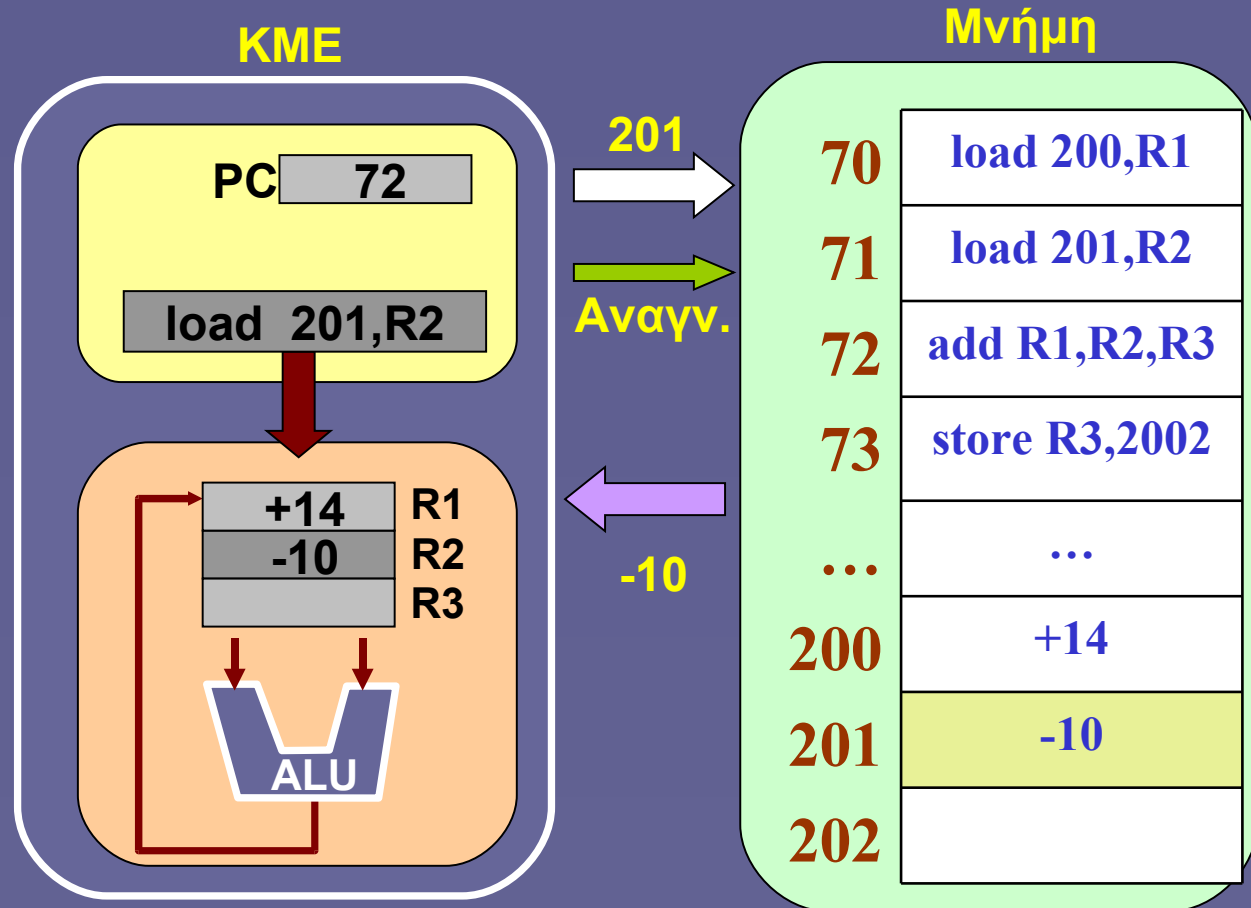 ΚΜΕ
PC 72
load 201,R2
+14 R1
-10 R2
R3
ALU
201
Αναγν.
-10
Μνήμη
70 load 200,R1
71 load 201,R2
72 add R1,R2,R3
73 store R3,2002
... ...
200 +14
201 -10
202